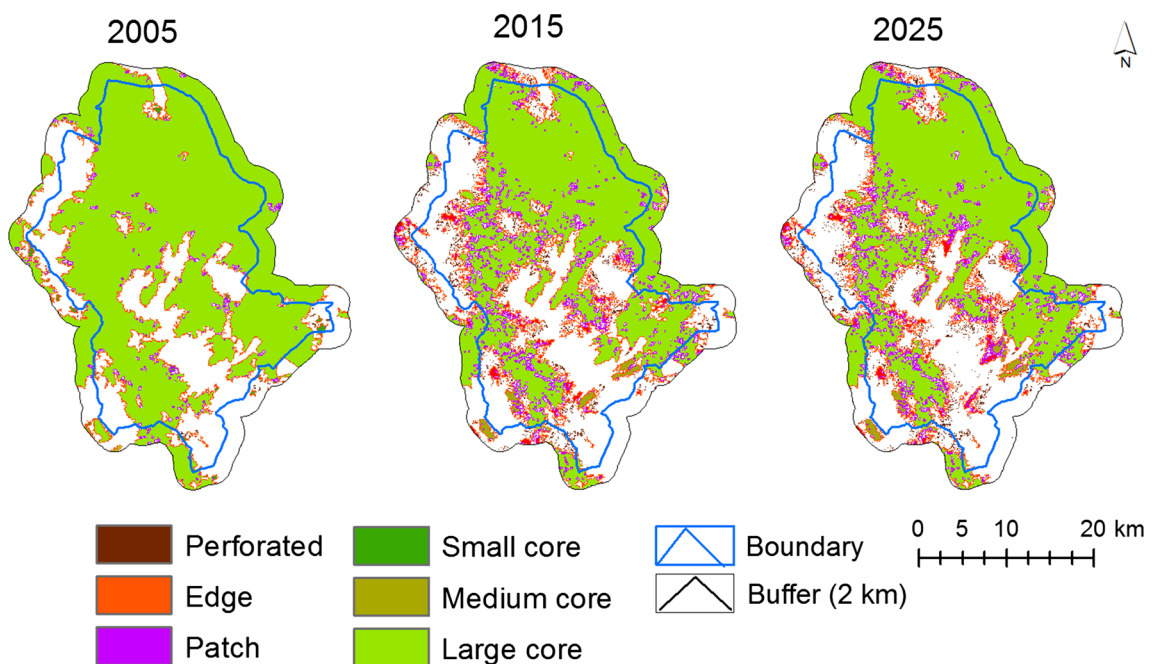 2005
2015
2025
N
Perforated
Edge
Patch
Small core
Medium core
Large core
Boundary
Buffer (2 km)
0 5 10 20 km